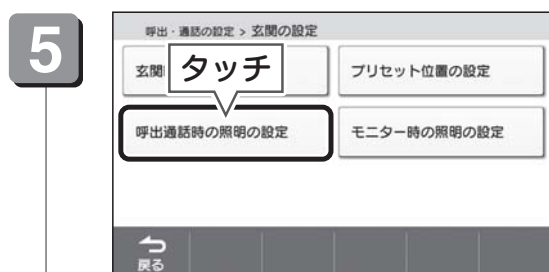 5
呼出・通話の設定 > 玄関の設定
玄関
タッチ
プリセット位置の設定
呼出通話時の照明の設定
モニター時の照明の設定
戻る